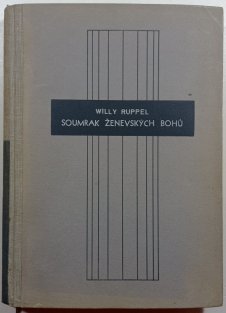 WILLY RUPPEL
SOUMRAK ŽENEVSKÝCH BOHŮ